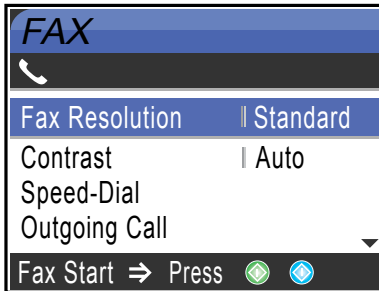 FAX
Fax Resolution Standard
Contrast Auto
Speed-Dial
Outgoing Call
Fax Start ⇒ Press